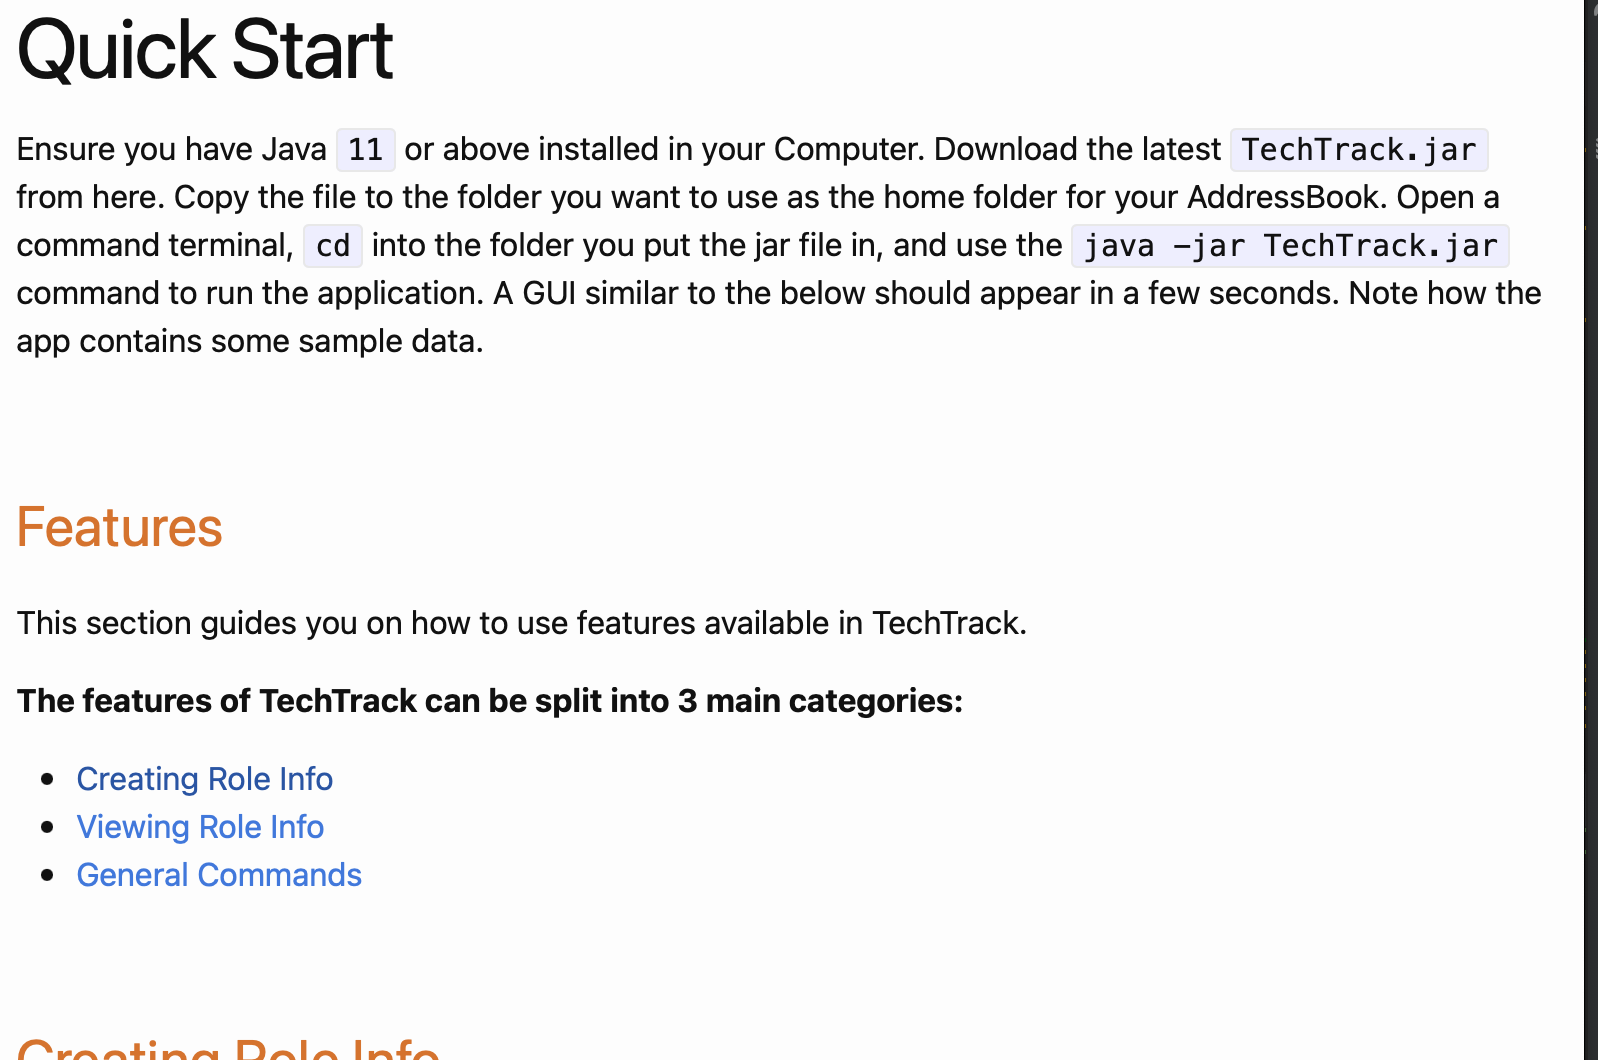 Quick Start
Ensure you have Java 11 or above installed in your Computer. Download the latest TechTrack.jar
from here. Copy the file to the folder you want to use as the home folder for your AddressBook. Open a
command terminal, cd into the folder you put the jar file in, and use the java -jar TechTrack.jar
command to run the application. A GUI similar to the below should appear in a few seconds. Note how the
app contains some sample data.
Features
This section guides you on how to use features available in TechTrack.
The features of TechTrack can be split into 3 main categories:
• Creating Role Info
• Viewing Role Info
• General Commands
Creating Role Info